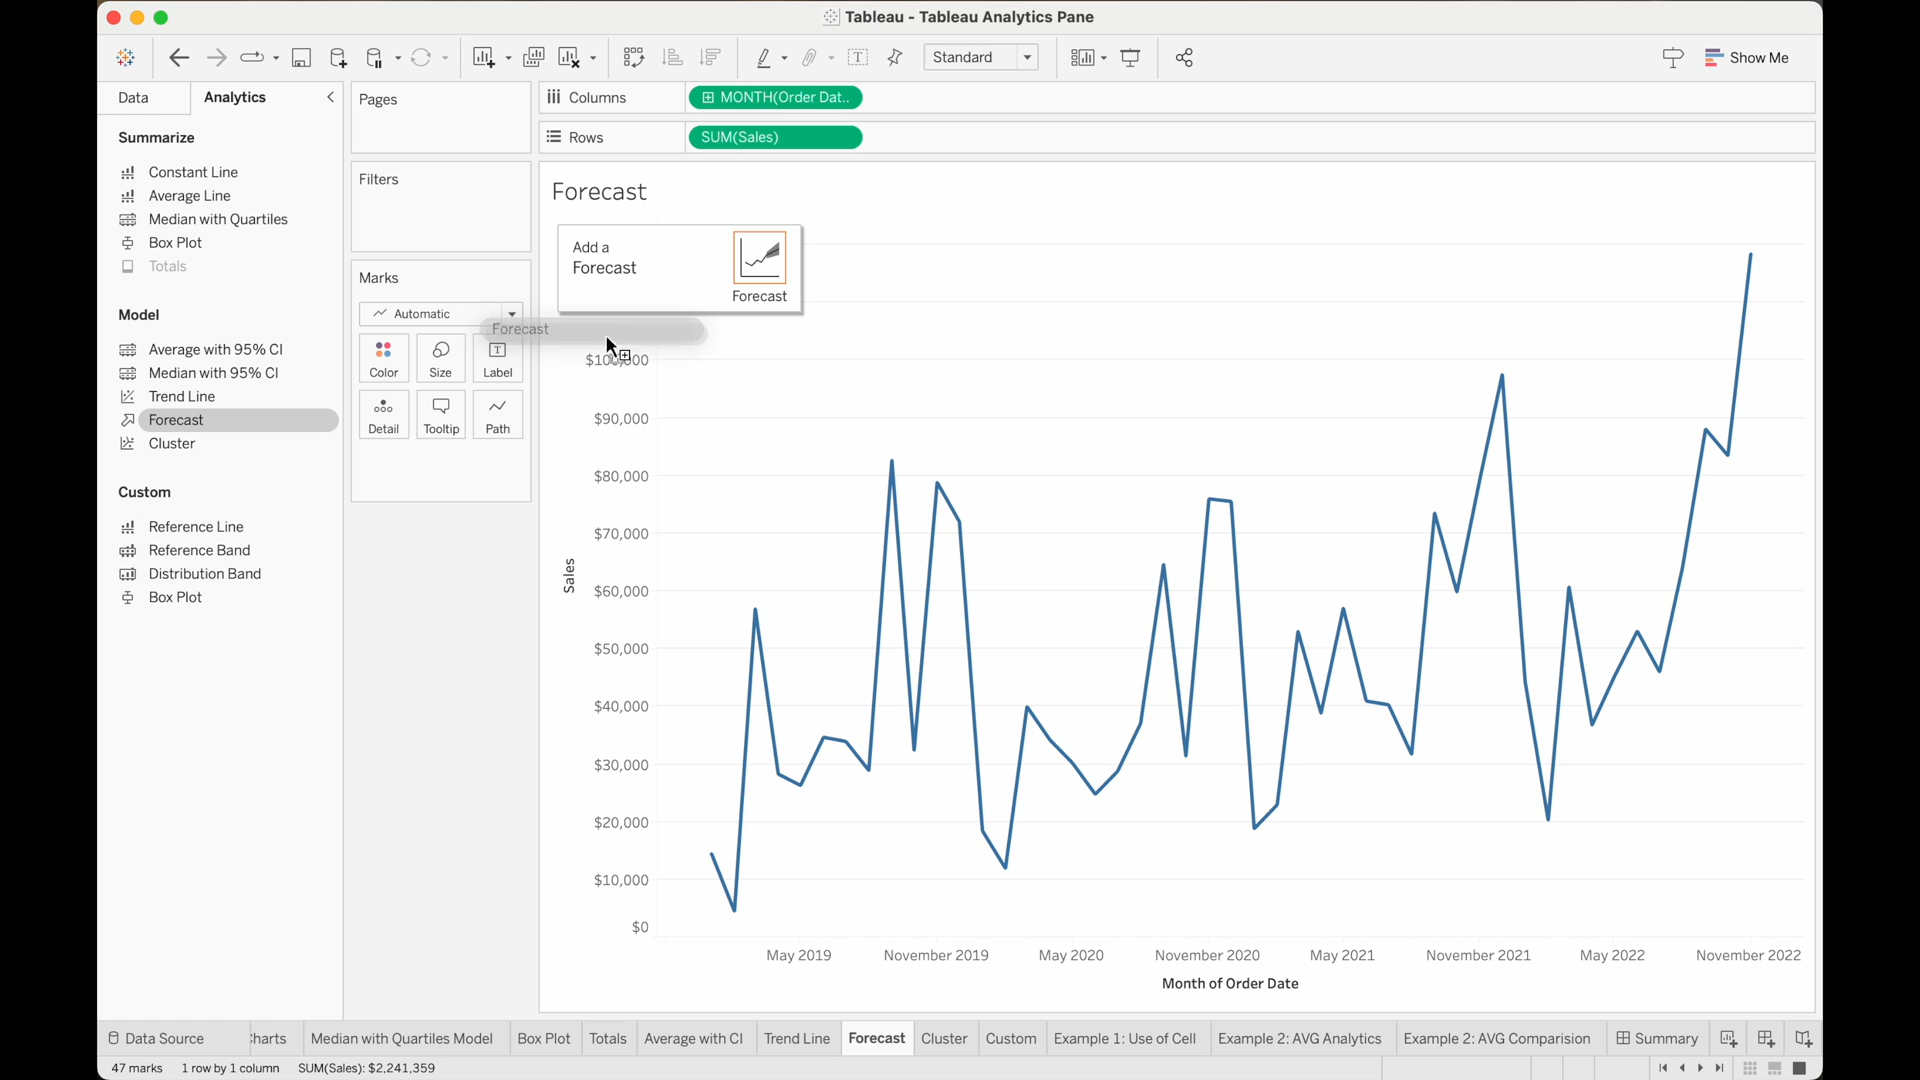 Tableau - Tableau Analytics Pane
Standard
Show Me
Data
Analytics
Summarize
Constant Line
Average Line
Median with Quartiles
Box Plot
Totals
Model
Average with 95% CI
Median with 95% CI
Trend Line
Forecast
Cluster
Custom
Reference Line
Reference Band
Distribution Band
Box Plot
Pages
Filters
Marks
Automatic
Color
Size
Label
Detail
Tooltip
Path
Columns
MONTH(Order Dat..
Rows
SUM(Sales)
Forecast
Add a
Forecast
Forecast
Forecast
$90,000
$80,000
$70,000
$60,000
$50,000
$40,000
$30,000
$20,000
$10,000
$0
Sales
May 2019
November 2019
May 2020
November 2020
May 2021
November 2021
May 2022
November 2022
Month of Order Date
Data Source
harts
Median with Quartiles Model
Box Plot
Totals
Average with CI
Trend Line
Forecast
Cluster
Custom
Example 1: Use of Cell
Example 2: AVG Analytics
Example 2: AVG Comparision
Summary
47 marks
1 row by 1 column
SUM(Sales): $2,241,359